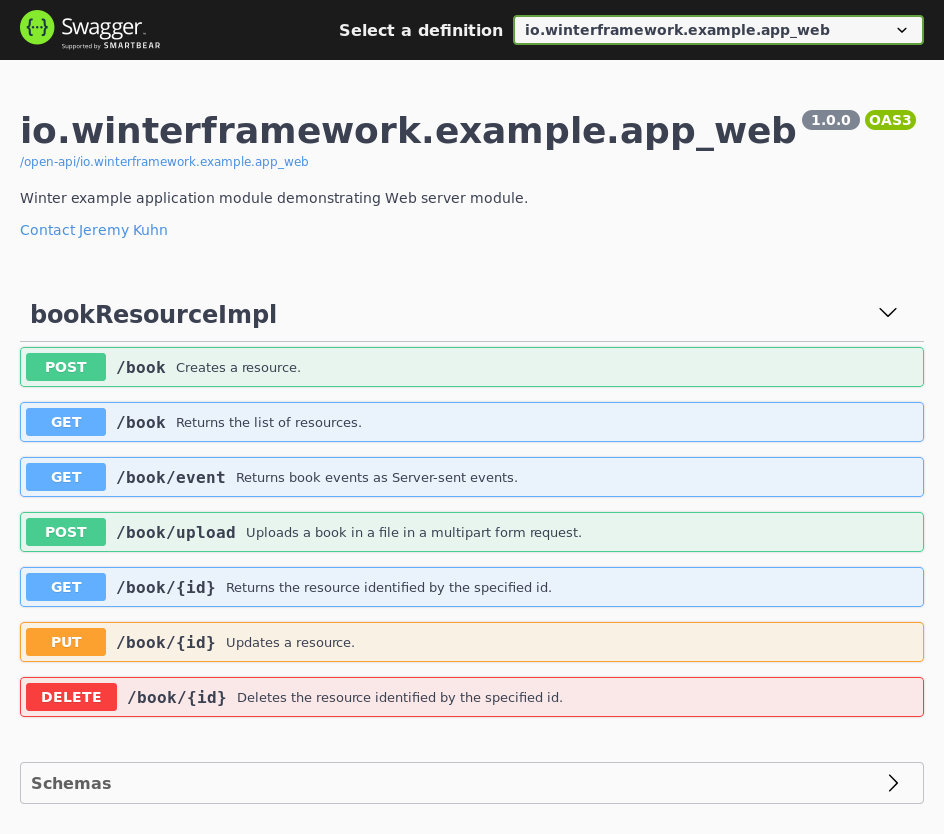 Swagger
Supported by SMARTBEAR
Select a definition
io.winterframework.example.app_web
io.winterframework.example.app_web 1.0.0 OAS3
/open-api/io.winterframework.example.app_web
Winter example application module demonstrating Web server module.
Contact Jeremy Kuhn
bookResourceImpl
POST /book Creates a resource.
GET /book Returns the list of resources.
GET /book/event Returns book events as Server-sent events.
POST /book/upload Uploads a book in a file in a multipart form request.
GET /book/{id} Returns the resource identified by the specified id.
PUT /book/{id} Updates a resource.
DELETE /book/{id} Deletes the resource identified by the specified id.
Schemas